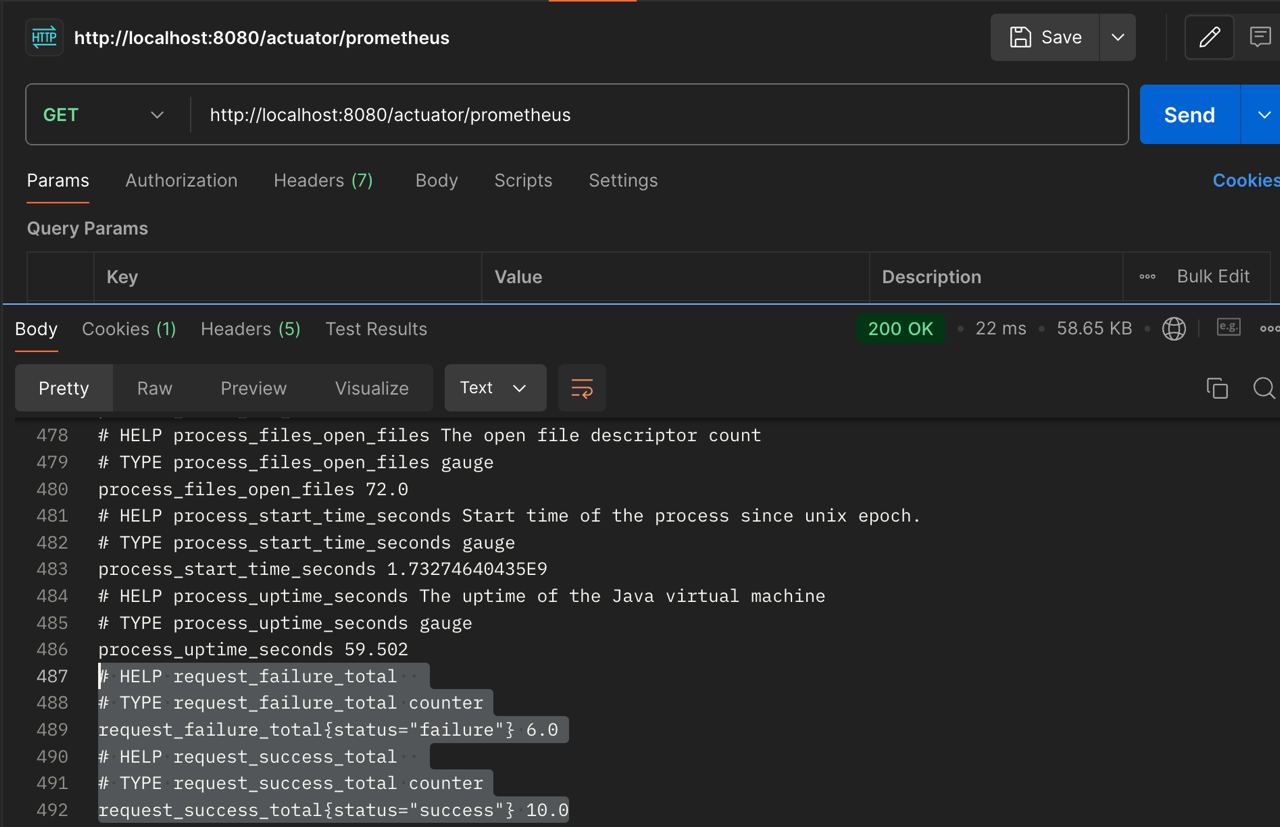 HTTP http://localhost:8080/actuator/prometheus Save
GET http://localhost:8080/actuator/prometheus Send
Params Authorization Headers (7) Body Scripts Settings Cookies
Query Params
Key Value Description Bulk Edit
Body Cookies (1) Headers (5) Test Results 200 OK • 22 ms • 58.65 KB • e.g.
Pretty Raw Preview Visualize Text
478 # HELP process_files_open_files The open file descriptor count
479 # TYPE process_files_open_files gauge
480 process_files_open_files 72.0
481 # HELP process_start_time_seconds Start time of the process since unix epoch.
482 # TYPE process_start_time_seconds gauge
483 process_start_time_seconds 1.73274640435E9
484 # HELP process_uptime_seconds The uptime of the Java virtual machine
485 # TYPE process_uptime_seconds gauge
486 process_uptime_seconds 59.502
487 # HELP request_failure_total
488 # TYPE request_failure_total counter
489 request_failure_total{status="failure"} 6.0
490 # HELP request_success_total
491 # TYPE request_success_total counter
492 request_success_total{status="success"} 10.0